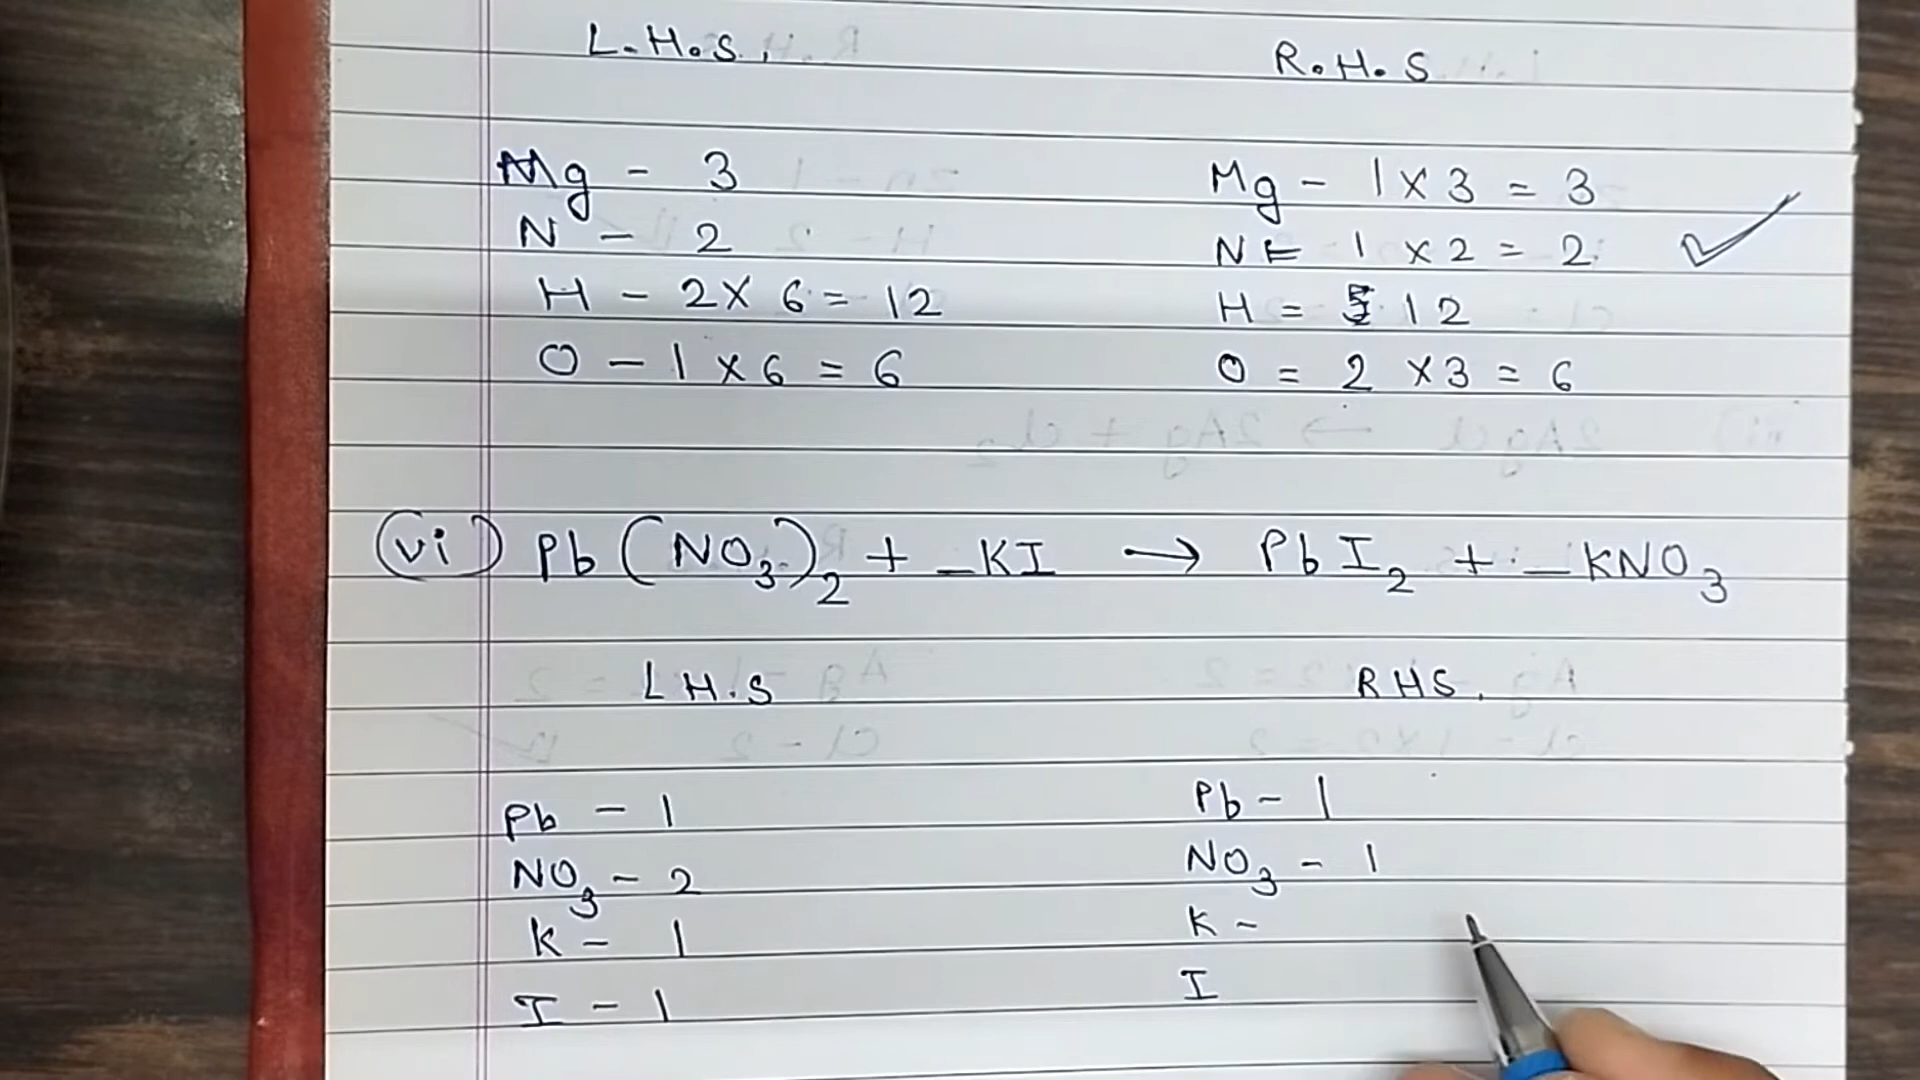 L.H.S. R.H.S
Mg - 3 Mg - 1 x 3 = 3
N - 2 N = 1 x 2 = 2 ✓
H - 2 x 6 = 12 H = 12
O - 1 x 6 = 6 O = 2 x 3 = 6
(vi) Pb(NO₃)₂ + _KI → PbI₂ + _KNO₃
L H.S RHS.
Pb - 1 Pb - 1
NO₃ - 2 NO₃ - 1
K - 1 K -
I - 1 I